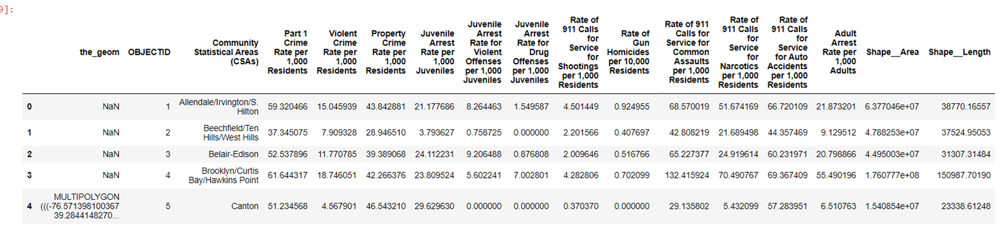 9]:
the_geom OBJECTID Community Statistical Areas (CSAs) Part 1 Crime Rate per 1,000 Residents Violent Crime Rate per 1,000 Residents Property Crime Rate per 1,000 Residents Juvenile Arrest Rate per 1,000 Juveniles Juvenile Arrest Rate for Violent Offenses per 1,000 Juveniles Juvenile Arrest Rate for Drug Offenses per 1,000 Juveniles Rate of 911 Calls for Service for Shootings per 1,000 Residents Rate of Gun Homicides per 10,000 Residents Rate of 911 Calls for Service for Common Assaults per 1,000 Residents Rate of 911 Calls for Service for Narcotics per 1,000 Residents Rate of 911 Calls for Service for Auto Accidents per 1,000 Residents Adult Arrest Rate per 1,000 Adults Shape__Area Shape__Length
0 NaN 1 Allendale/Irvington/S. Hilton 59.320466 15.045939 43.842881 21.177686 8.264463 1.549587 4.501449 0.924955 68.570019 51.674169 66.720109 21.873201 6.377046e+07 38770.16557
1 NaN 2 Beechfield/Ten Hills/West Hills 37.345075 7.909328 28.946510 3.793627 0.758725 0.000000 2.201566 0.407697 42.808219 21.689498 44.357469 9.129512 4.788253e+07 37524.95053
2 NaN 3 Belair-Edison 52.537896 11.770785 39.389068 24.112231 9.206488 0.876808 2.009646 0.516766 65.227377 24.919614 60.231971 20.798866 4.495003e+07 31307.31484
3 NaN 4 Brooklyn/Curtis Bay/Hawkins Point 61.644317 18.746051 42.266376 23.809524 5.602241 7.002801 4.282806 0.702099 132.415924 70.490767 69.367409 55.490196 1.760777e+08 150987.70190
4 MULTIPOLYGON (((-76.571398100367 39.2844148270... 5 Canton 51.234568 4.567901 46.543210 29.629630 0.000000 0.000000 0.370370 0.000000 29.135802 5.432099 57.283951 6.510763 1.540854e+07 23338.61248